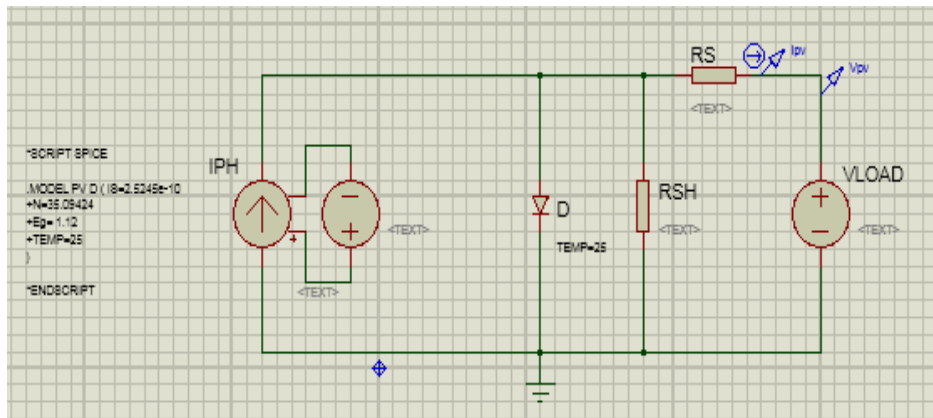 RS
Ipv
Vpv
<TEXT>
*SCRIPT SPICE
IPH
.MODEL PV D ( IS=2.5245e-10
+N=35.09424
+Eg= 1.12
+TEMP=25
)
*ENDSCRIPT
-
+
<TEXT>
+
<TEXT>
D
TEMP=25
RSH
<TEXT>
VLOAD
+
-
<TEXT>